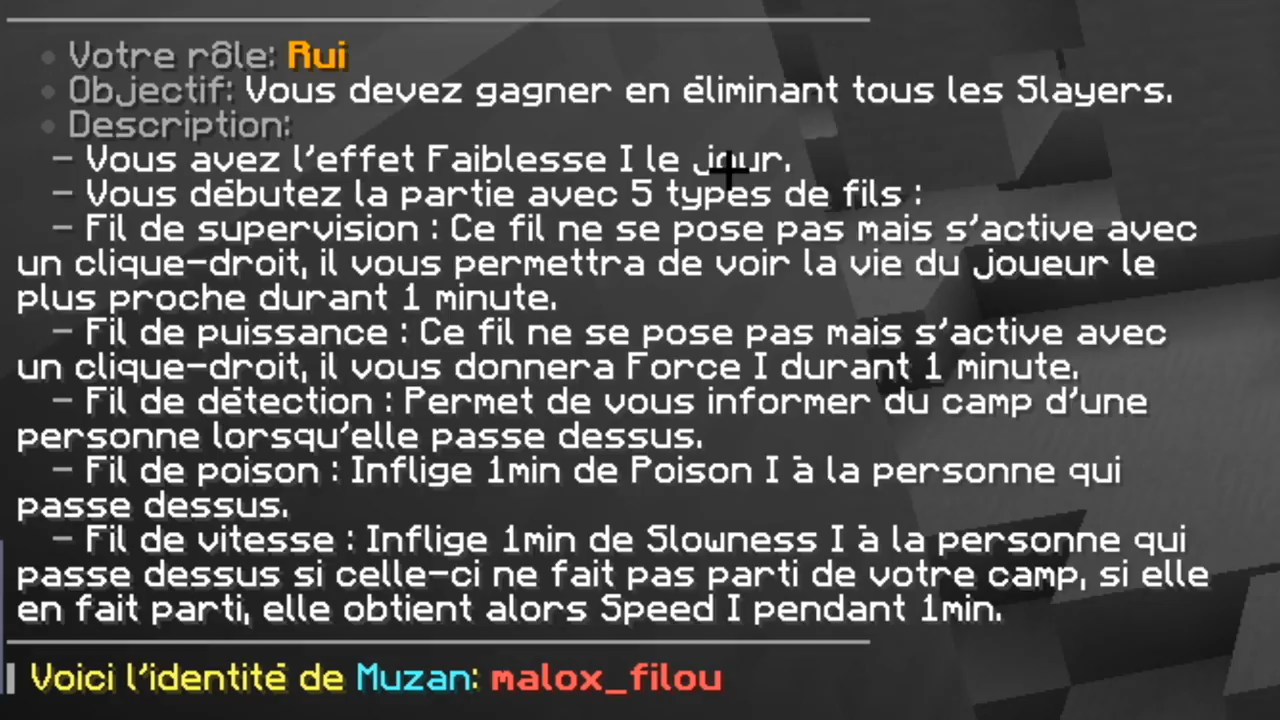 • Votre rôle: Rui
• Objectif: Vous devez gagner en éliminant tous les Slayers.
• Description:
– Vous avez l'effet Faiblesse I le jour.
– Vous débutez la partie avec 5 types de fils :
– Fil de supervision : Ce fil ne se pose pas mais s'active avec
un clique-droit, il vous permettra de voir la vie du joueur le
plus proche durant 1 minute.
– Fil de puissance : Ce fil ne se pose pas mais s'active avec
un clique-droit, il vous donnera Force I durant 1 minute.
– Fil de détection : Permet de vous informer du camp d'une
personne lorsqu'elle passe dessus.
– Fil de poison : Inflige 1min de Poison I à la personne qui
passe dessus.
– Fil de vitesse : Inflige 1min de Slowness I à la personne qui
passe dessus si celle-ci ne fait pas parti de votre camp, si elle
en fait parti, elle obtient alors Speed I pendant 1min.
Voici l'identité de Muzan: malox_filou